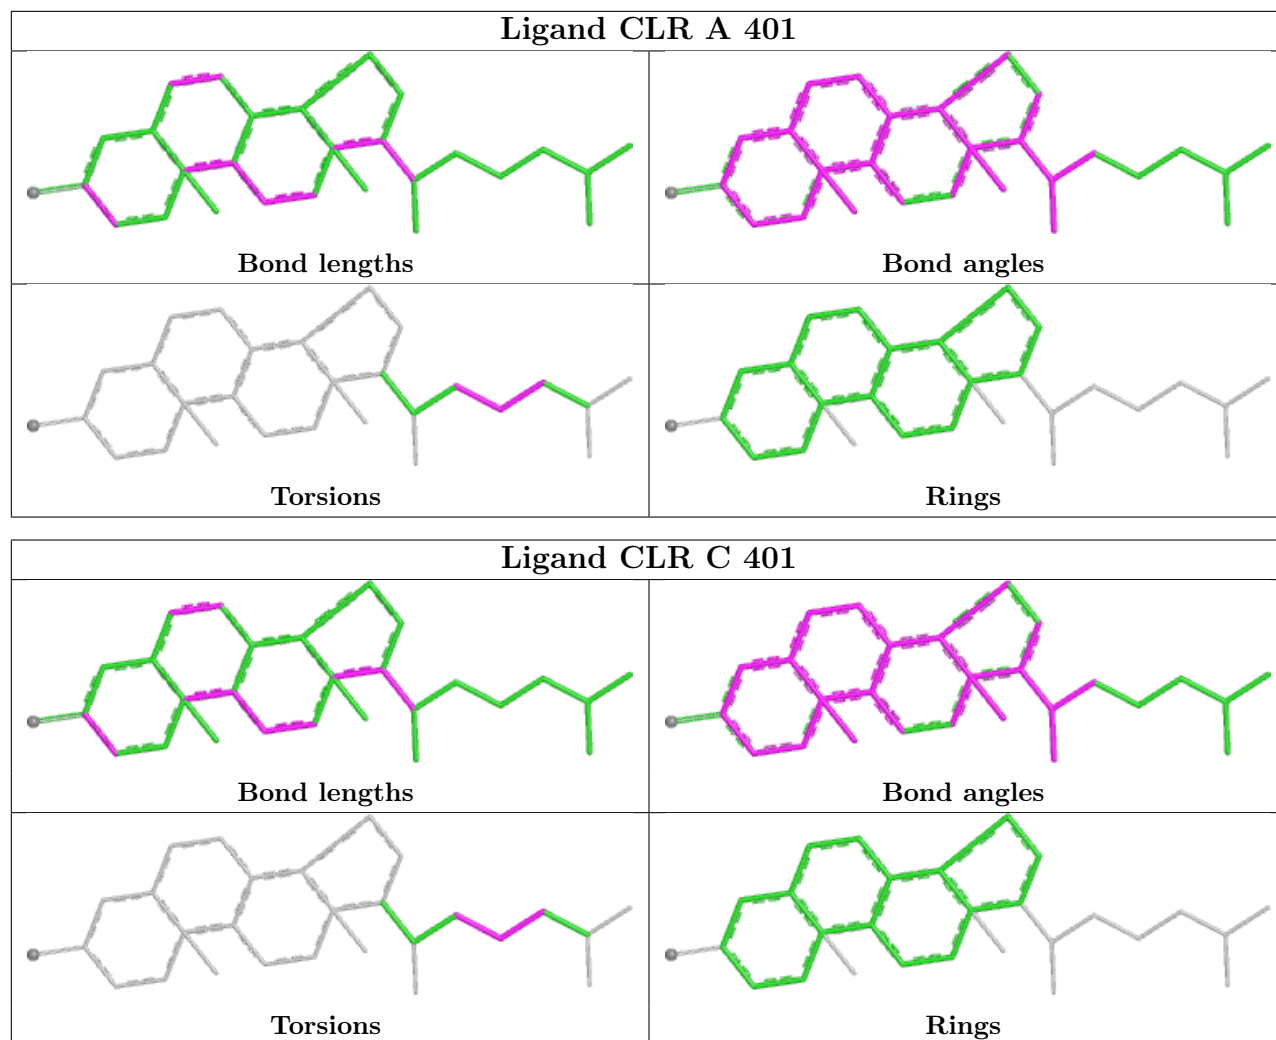 Ligand CLR A 401
Bond lengths
Bond angles
Torsions
Rings
Ligand CLR C 401
Bond lengths
Bond angles
Torsions
Rings